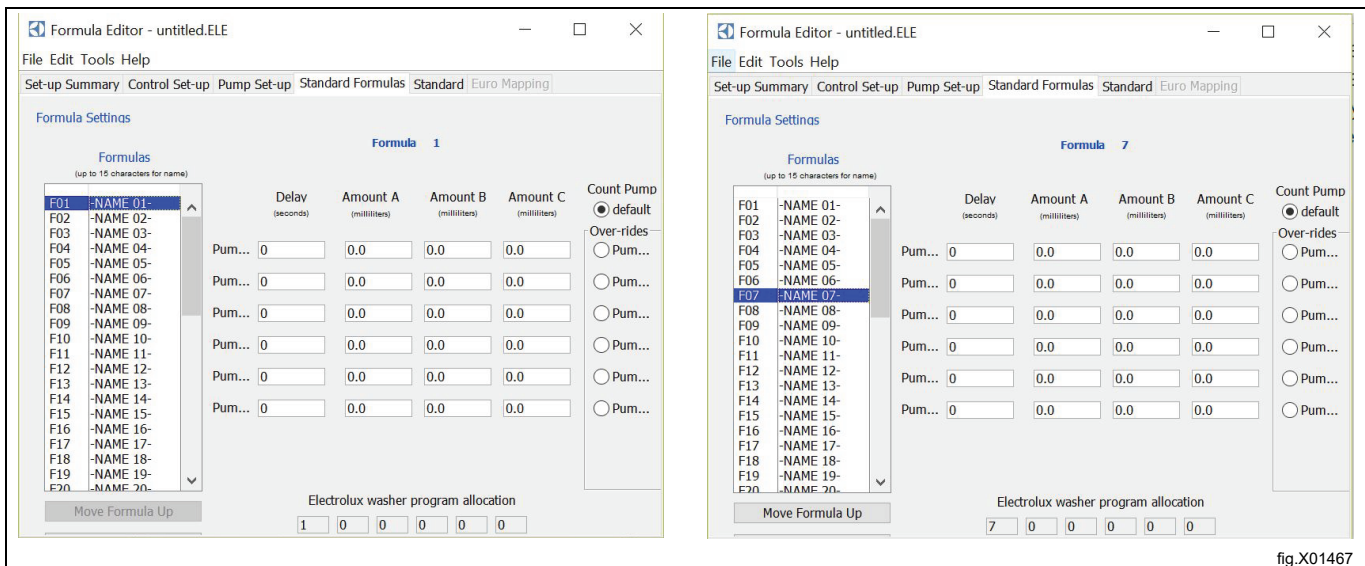 Formula Editor - untitled.ELE
File Edit Tools Help
Set-up Summary Control Set-up Pump Set-up Standard Formulas Standard Euro Mapping
Formula Settings
Formula 1
Formulas
(up to 15 characters for name)
Delay Amount A Amount B Amount C Count Pump
(seconds) (milliliters) (milliliters) (milliliters) default
Over-rides
F01 -NAME 01-
F02 -NAME 02-
F03 -NAME 03-
F04 -NAME 04-
F05 -NAME 05-
F06 -NAME 06-
F07 -NAME 07-
F08 -NAME 08-
F09 -NAME 09-
F10 -NAME 10-
F11 -NAME 11-
F12 -NAME 12-
F13 -NAME 13-
F14 -NAME 14-
F15 -NAME 15-
F16 -NAME 16-
F17 -NAME 17-
F18 -NAME 18-
F19 -NAME 19-
F20 -NAME 20-
Pum... 0 0.0 0.0 0.0 Pum...
Pum... 0 0.0 0.0 0.0 Pum...
Pum... 0 0.0 0.0 0.0 Pum...
Pum... 0 0.0 0.0 0.0 Pum...
Pum... 0 0.0 0.0 0.0 Pum...
Pum... 0 0.0 0.0 0.0 Pum...
Move Formula Up
Electrolux washer program allocation
1 0 0 0 0 0
Formula Editor - untitled.ELE
File Edit Tools Help
Set-up Summary Control Set-up Pump Set-up Standard Formulas Standard Euro Mapping
Formula Settings
Formula 7
Formulas
(up to 15 characters for name)
Delay Amount A Amount B Amount C Count Pump
(seconds) (milliliters) (milliliters) (milliliters) default
Over-rides
F01 -NAME 01-
F02 -NAME 02-
F03 -NAME 03-
F04 -NAME 04-
F05 -NAME 05-
F06 -NAME 06-
F07 -NAME 07-
F08 -NAME 08-
F09 -NAME 09-
F10 -NAME 10-
F11 -NAME 11-
F12 -NAME 12-
F13 -NAME 13-
F14 -NAME 14-
F15 -NAME 15-
F16 -NAME 16-
F17 -NAME 17-
F18 -NAME 18-
F19 -NAME 19-
F20 -NAME 20-
Pum... 0 0.0 0.0 0.0 Pum...
Pum... 0 0.0 0.0 0.0 Pum...
Pum... 0 0.0 0.0 0.0 Pum...
Pum... 0 0.0 0.0 0.0 Pum...
Pum... 0 0.0 0.0 0.0 Pum...
Pum... 0 0.0 0.0 0.0 Pum...
Move Formula Up
Electrolux washer program allocation
7 0 0 0 0 0
fig.X01467